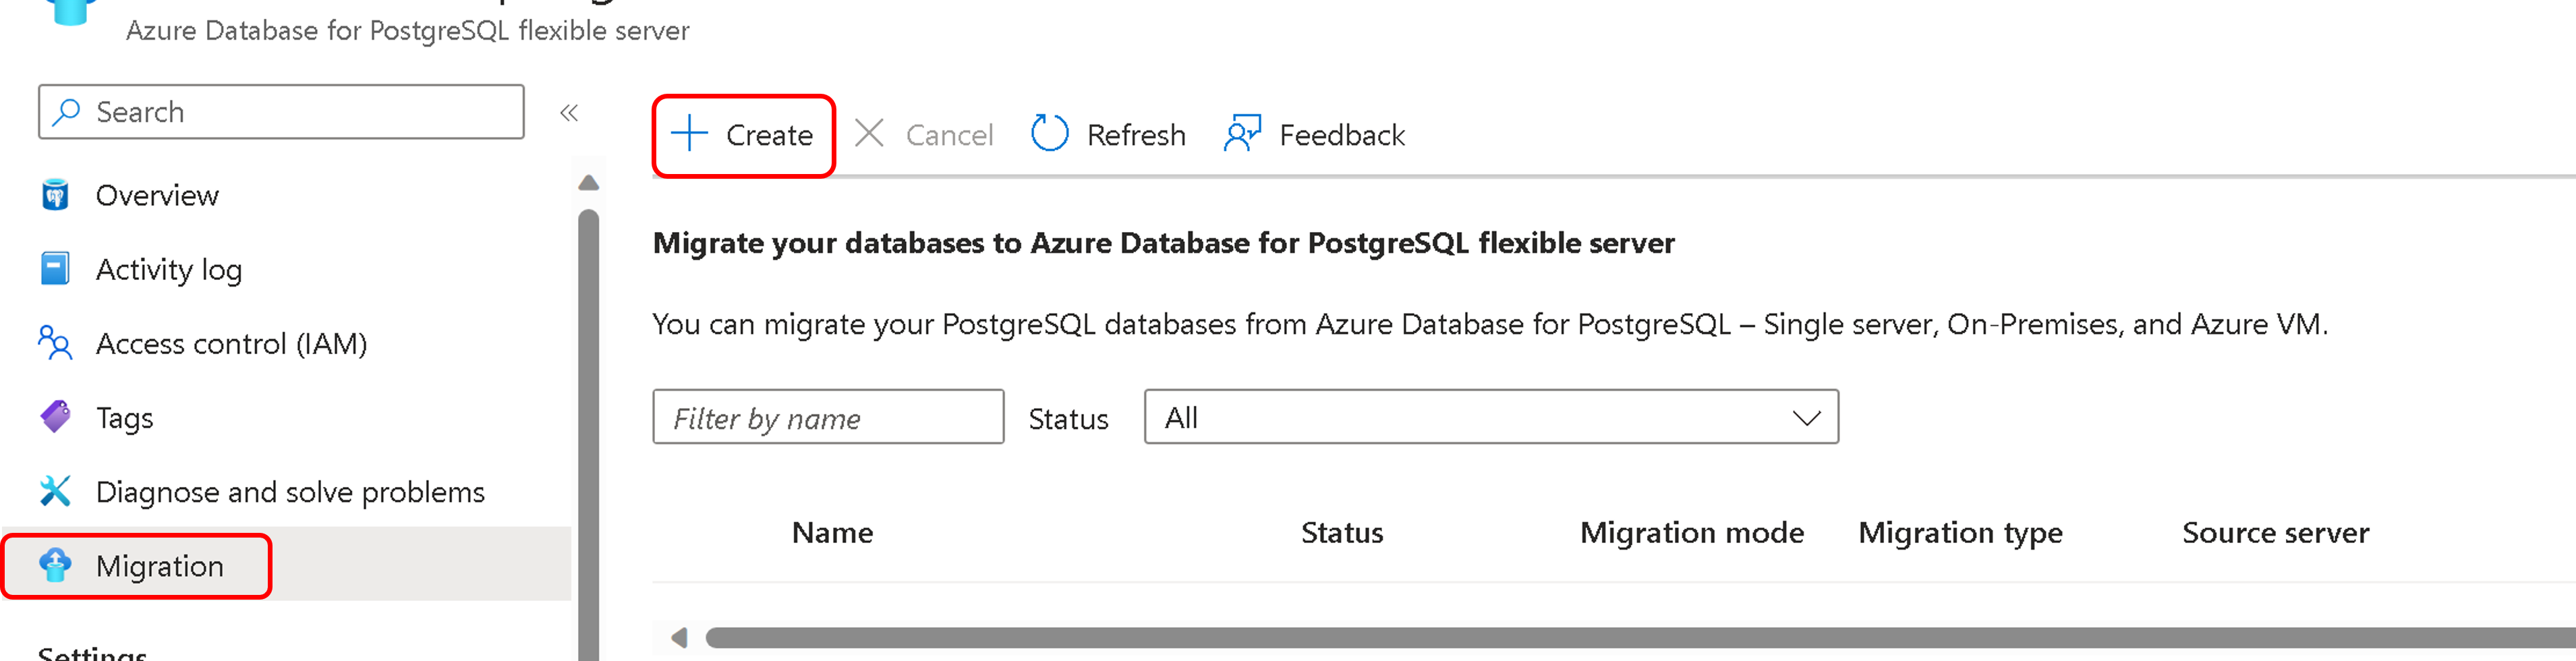 Azure Database for PostgreSQL flexible server
Search
«
Create
Cancel
Refresh
Feedback
Overview
Activity log
Access control (IAM)
Tags
Diagnose and solve problems
Migration
Settings
Migrate your databases to Azure Database for PostgreSQL flexible server
You can migrate your PostgreSQL databases from Azure Database for PostgreSQL – Single server, On-Premises, and Azure VM.
Filter by name
Status
All
Name Status Migration mode Migration type Source server